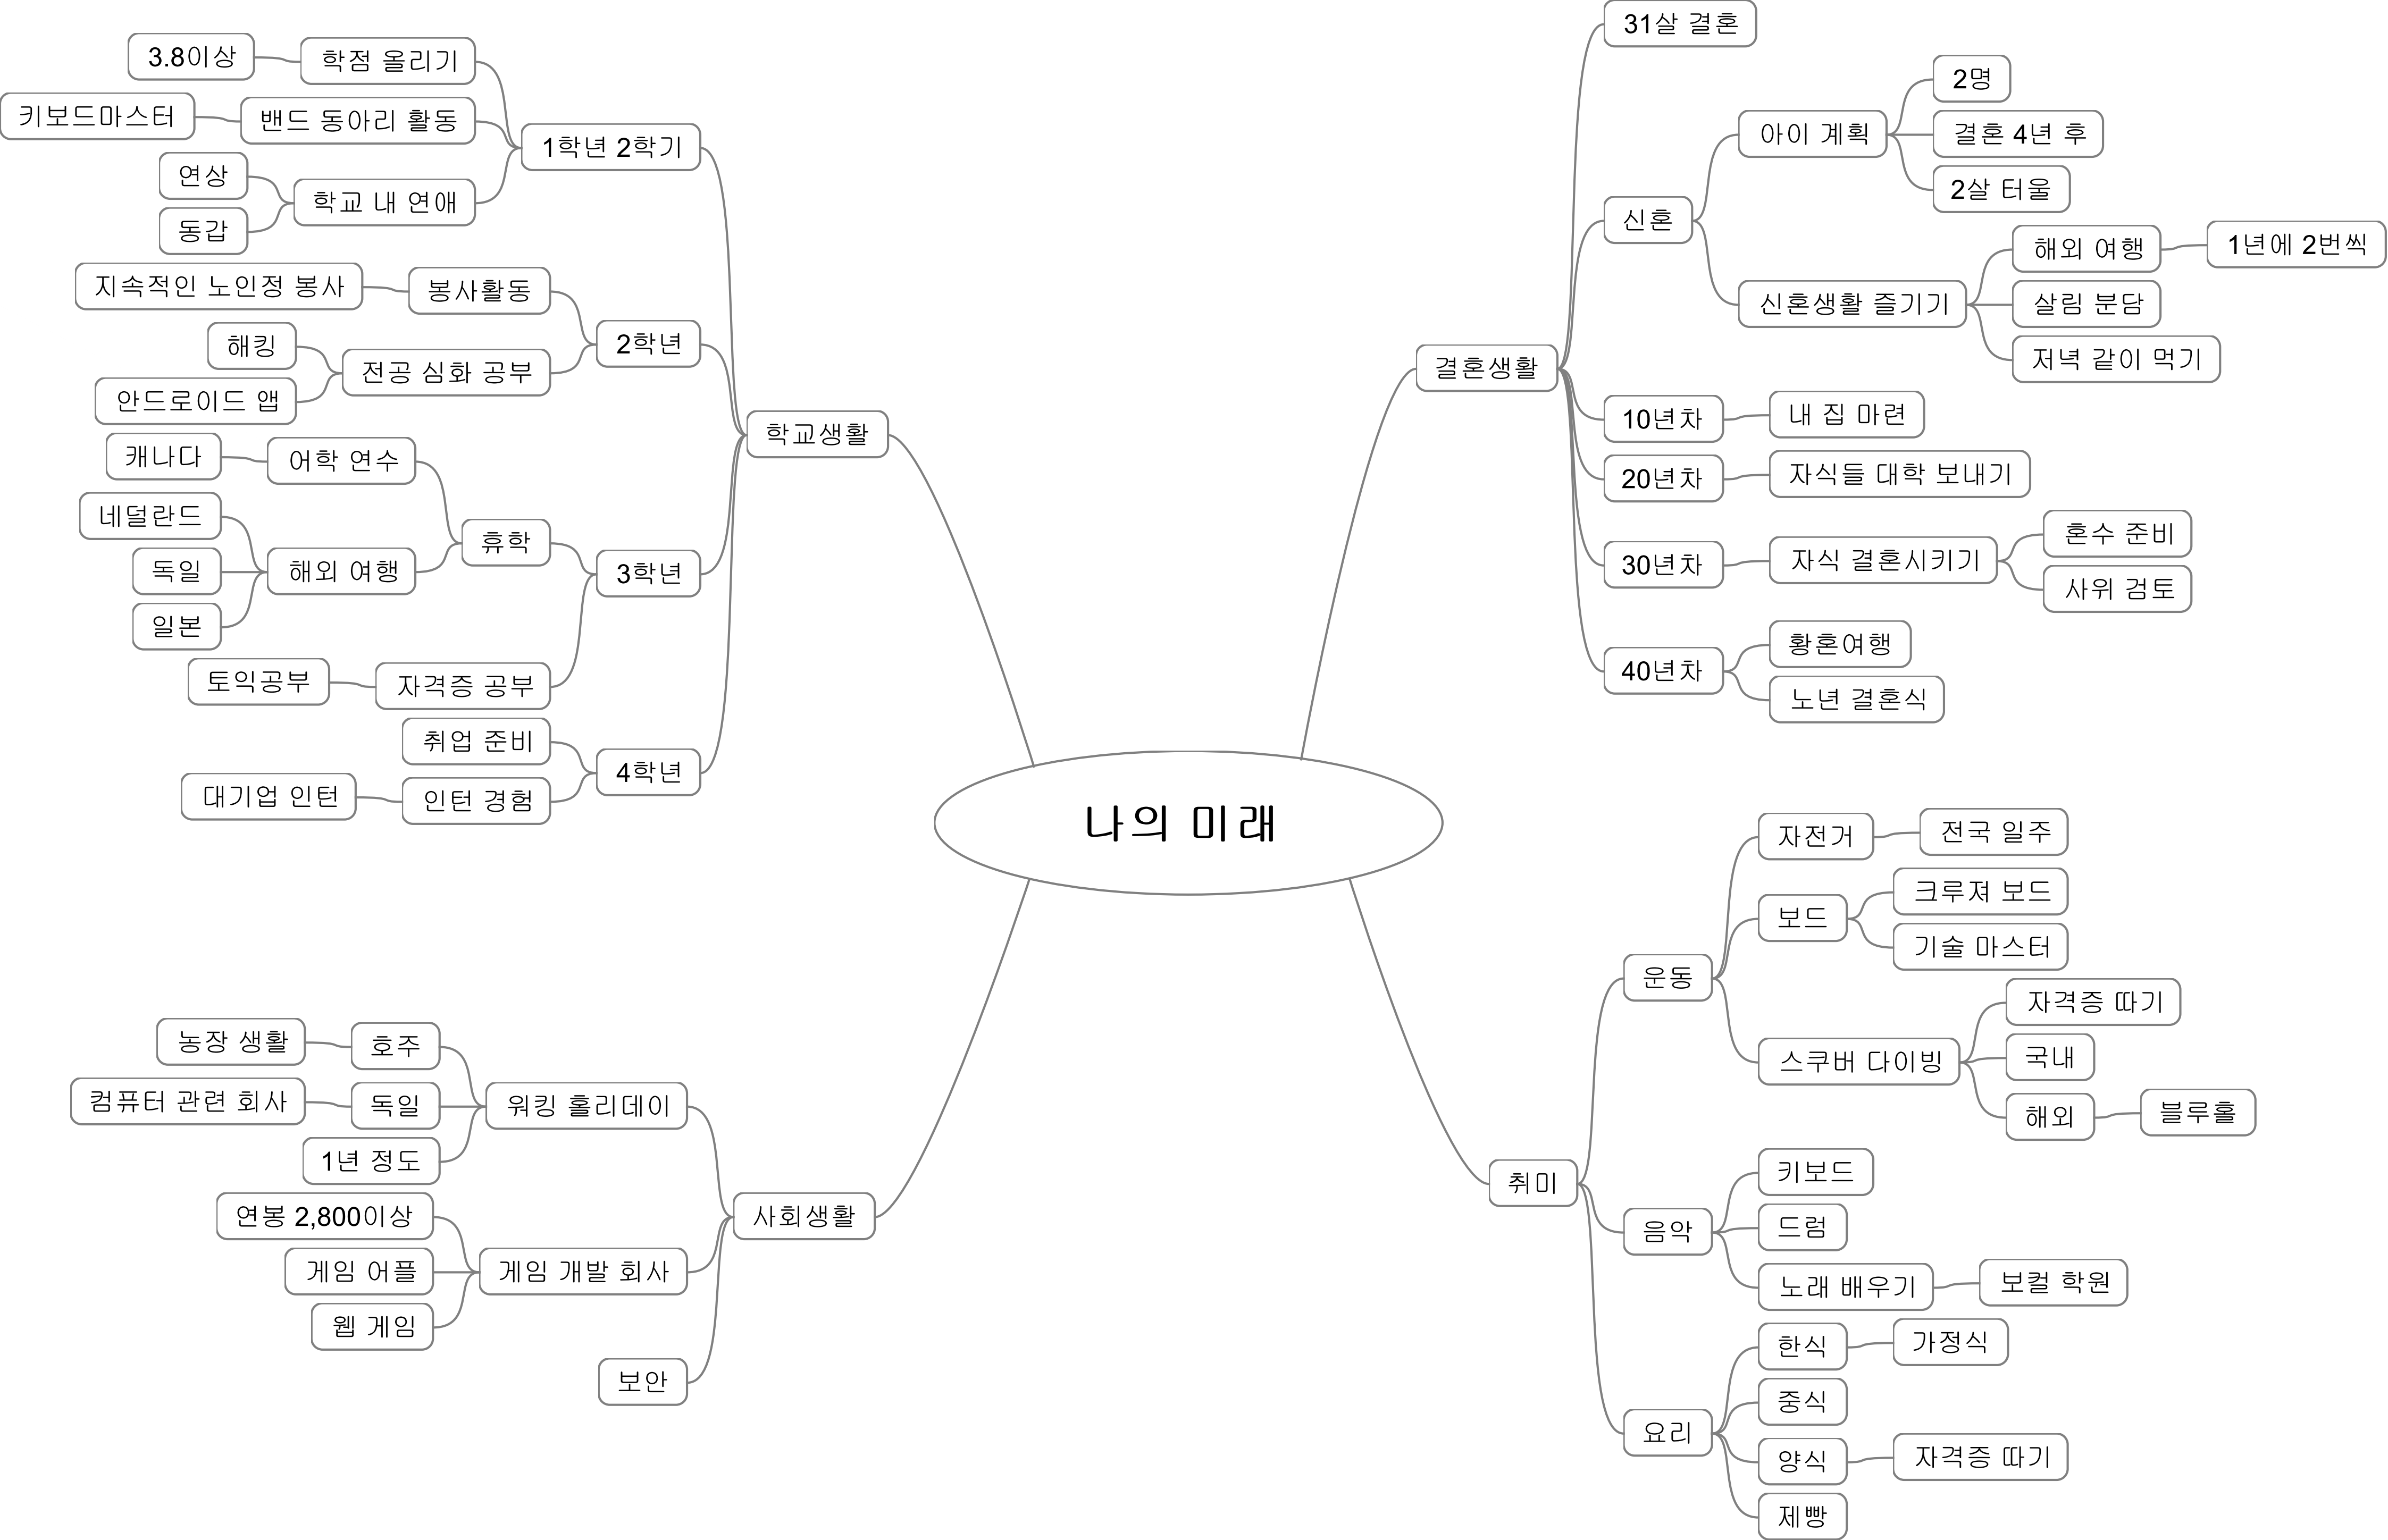 나의 미래
학교생활
1학년 2학기
학점 올리기
3.8이상
밴드 동아리 활동
키보드마스터
학교 내 연애
연상
동갑
2학년
봉사활동
지속적인 노인정 봉사
전공 심화 공부
해킹
안드로이드 앱
3학년
휴학
어학 연수
캐나다
해외 여행
네덜란드
독일
일본
자격증 공부
토익공부
4학년
취업 준비
인턴 경험
대기업 인턴
결혼생활
31살 결혼
신혼
아이 계획
2명
결혼 4년 후
2살 터울
신혼생활 즐기기
해외 여행
1년에 2번씩
살림 분담
저녁 같이 먹기
10년차
내 집 마련
20년차
자식들 대학 보내기
30년차
자식 결혼시키기
혼수 준비
사위 검토
40년차
황혼여행
노년 결혼식
사회생활
워킹 홀리데이
호주
농장 생활
독일
컴퓨터 관련 회사
1년 정도
게임 개발 회사
연봉 2,800이상
게임 어플
웹 게임
보안
취미
운동
자전거
전국 일주
보드
크루져 보드
기술 마스터
스쿠버 다이빙
자격증 따기
국내
해외
블루홀
음악
키보드
드럼
노래 배우기
보컬 학원
요리
한식
가정식
중식
양식
자격증 따기
제빵